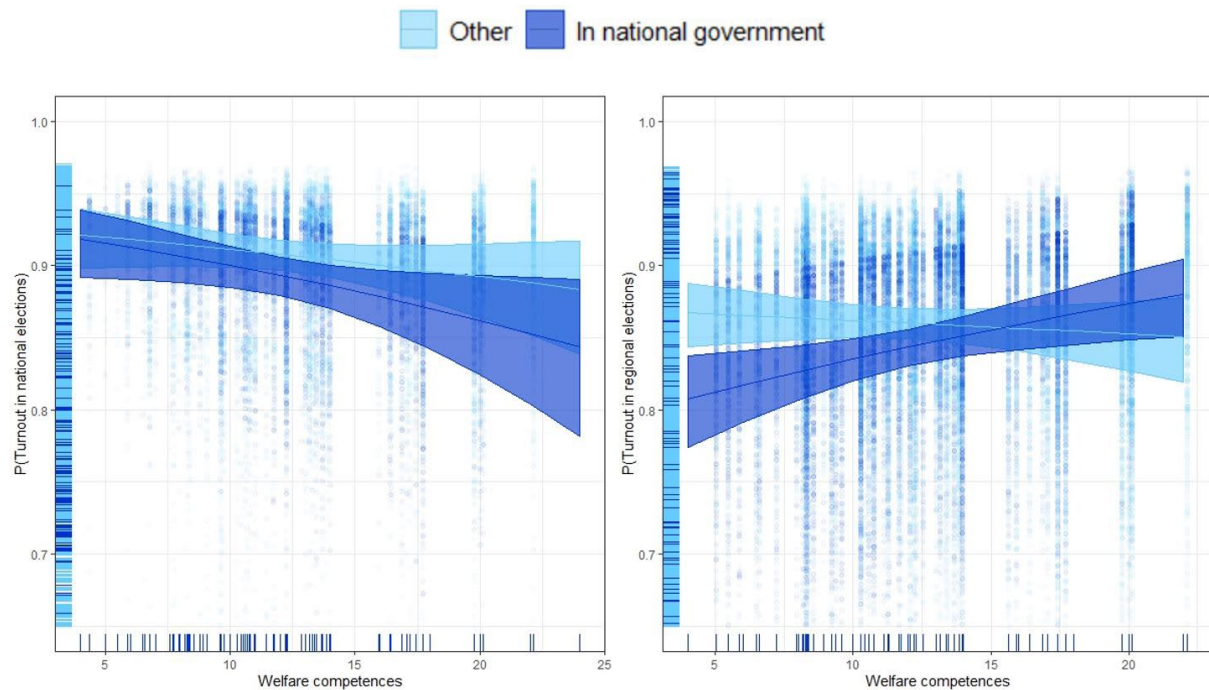 Other In national government
P(Turnout in national elections)
1.0
0.9
0.8
0.7
5 10 15 20 25
Welfare competences
P(Turnout in regional elections)
1.0
0.9
0.8
0.7
5 10 15 20
Welfare competences